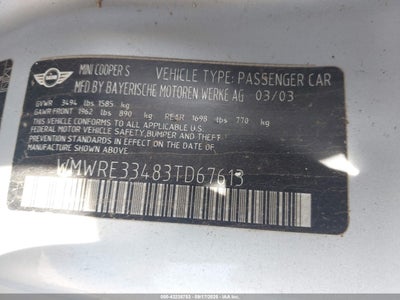 MINI COOPER S VEHICLE TYPE: PASSENGER CAR
MFD BY BAYERISCHE MOTOREN WERKE AG 03/03
GVWR 3494 lbs 1585 kg
GAWR FRONT 1962 lbs 890 kg REAR 1698 lbs 770 kg
THIS VEHICLE CONFORMS TO ALL APPLICABLE U.S.
FEDERAL MOTOR VEHICLE SAFETY, BUMPER AND THEFT
PREVENTION STANDARDS IN EFFECT ON THE DATE OF
MANUFACTURE SHOWN ABOVE.
WMWRE33483TD67613